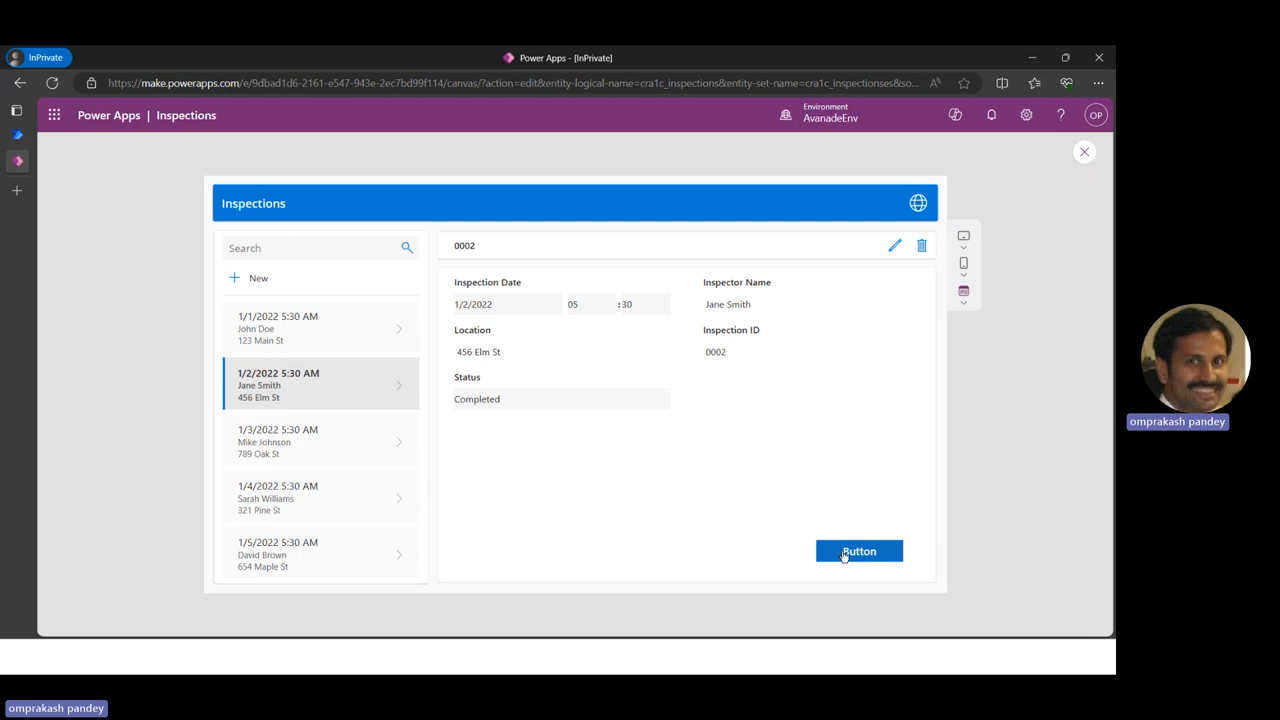 InPrivate
Power Apps - [InPrivate]
https://make.powerapps.com/e/9dbad1d6-2161-e547-943e-2ec7bd99f114/canvas/?action=edit&entity-logical-name=cra1c_inspections&entity-set-name=cra1c_inspectionses&so...
Power Apps | Inspections
Environment
AvanadeEnv
OP
Inspections
Search
New
1/1/2022 5:30 AM
John Doe
123 Main St
1/2/2022 5:30 AM
Jane Smith
456 Elm St
1/3/2022 5:30 AM
Mike Johnson
789 Oak St
1/4/2022 5:30 AM
Sarah Williams
321 Pine St
1/5/2022 5:30 AM
David Brown
654 Maple St
0002
Inspection Date
Inspector Name
1/2/2022 05 :30
Jane Smith
Location
Inspection ID
456 Elm St
0002
Status
Completed
Button
omprakash pandey
omprakash pandey